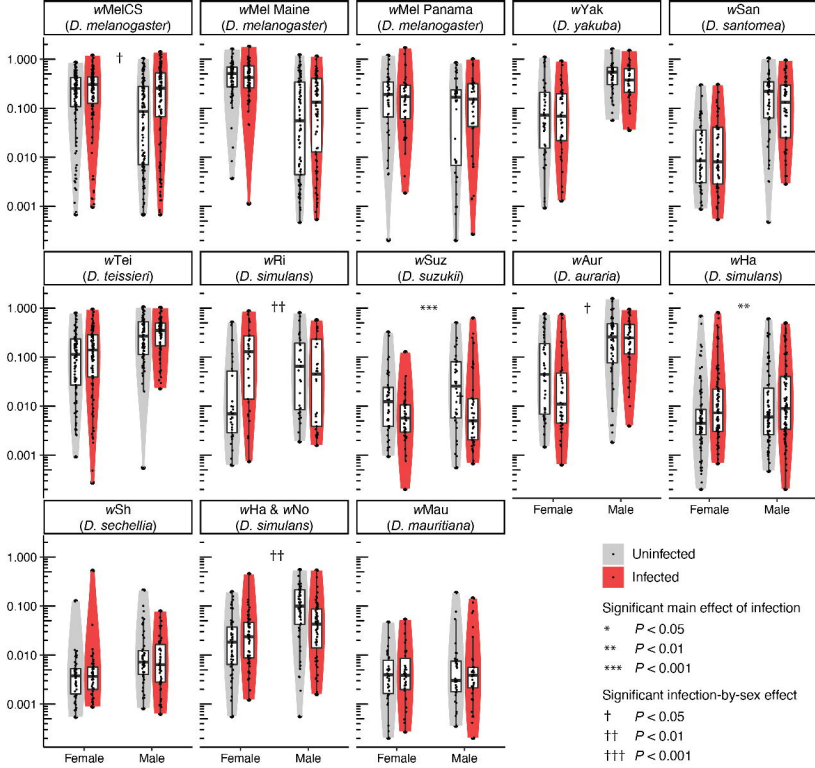 wMelCS
(D. melanogaster)
wMel Maine
(D. melanogaster)
wMel Panama
(D. melanogaster)
wYak
(D. yakuba)
wSan
(D. santomea)
1.000
0.100
0.010
0.001
†
wTei
(D. teissieri)
wRi
(D. simulans)
wSuz
(D. suzukii)
wAur
(D. auraria)
wHa
(D. simulans)
1.000
0.100
0.010
0.001
††
***
†
**
Female
Male
Female
Male
wSh
(D. sechellia)
wHa & wNo
(D. simulans)
wMau
(D. mauritiana)
1.000
0.100
0.010
0.001
††
Female
Male
Female
Male
Female
Male
Uninfected
Infected
Significant main effect of infection
* P < 0.05
** P < 0.01
*** P < 0.001
Significant infection-by-sex effect
† P < 0.05
†† P < 0.01
††† P < 0.001